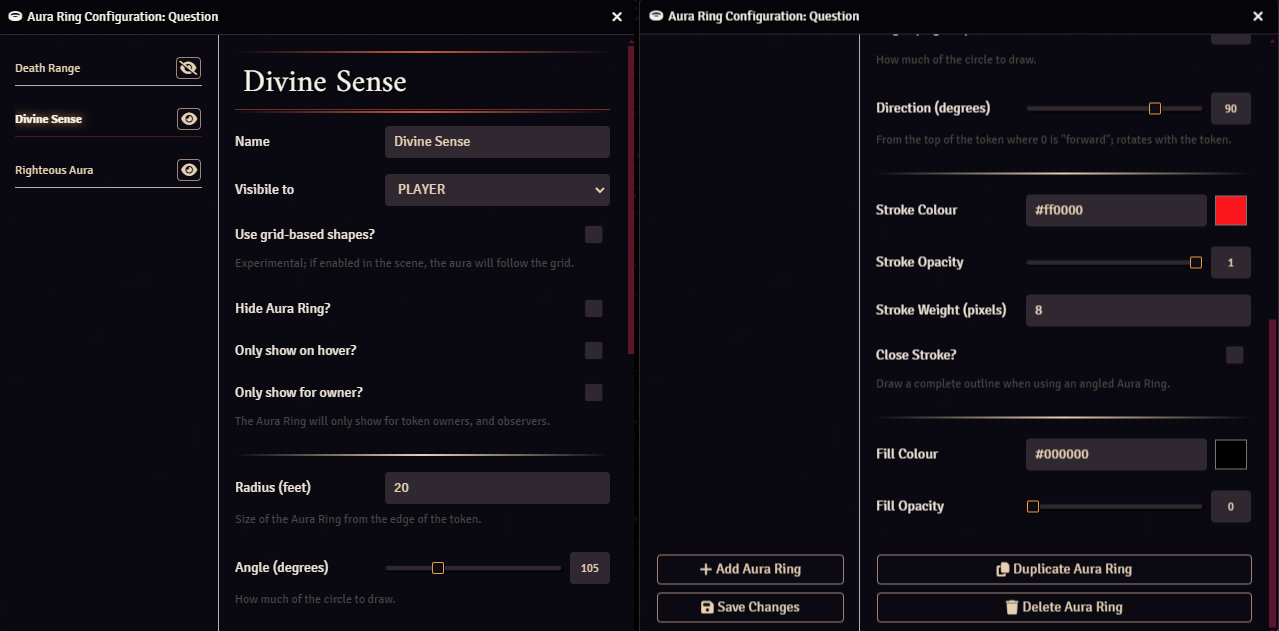 Aura Ring Configuration: Question
Death Range
Divine Sense
Righteous Aura
Divine Sense
Name
Divine Sense
Visibile to
PLAYER
Use grid-based shapes?
Experimental; if enabled in the scene, the aura will follow the grid.
Hide Aura Ring?
Only show on hover?
Only show for owner?
The Aura Ring will only show for token owners, and observers.
Radius (feet)
20
Size of the Aura Ring from the edge of the token.
Angle (degrees)
105
How much of the circle to draw.
Aura Ring Configuration: Question
How much of the circle to draw.
Direction (degrees)
90
From the top of the token where 0 is "forward"; rotates with the token.
Stroke Colour
#ff0000
Stroke Opacity
1
Stroke Weight (pixels)
8
Close Stroke?
Draw a complete outline when using an angled Aura Ring.
Fill Colour
#000000
Fill Opacity
0
Add Aura Ring
Save Changes
Duplicate Aura Ring
Delete Aura Ring